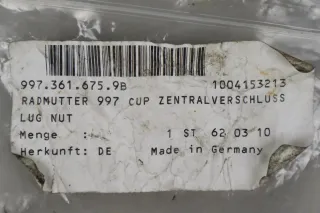 997.361.675.9B 1004153213
RADMUTTER 997 CUP ZENTRALVERSCHLUSS
LUG NUT
Menge : 1 ST 62 03 10
Herkunft: DE Made in Germany